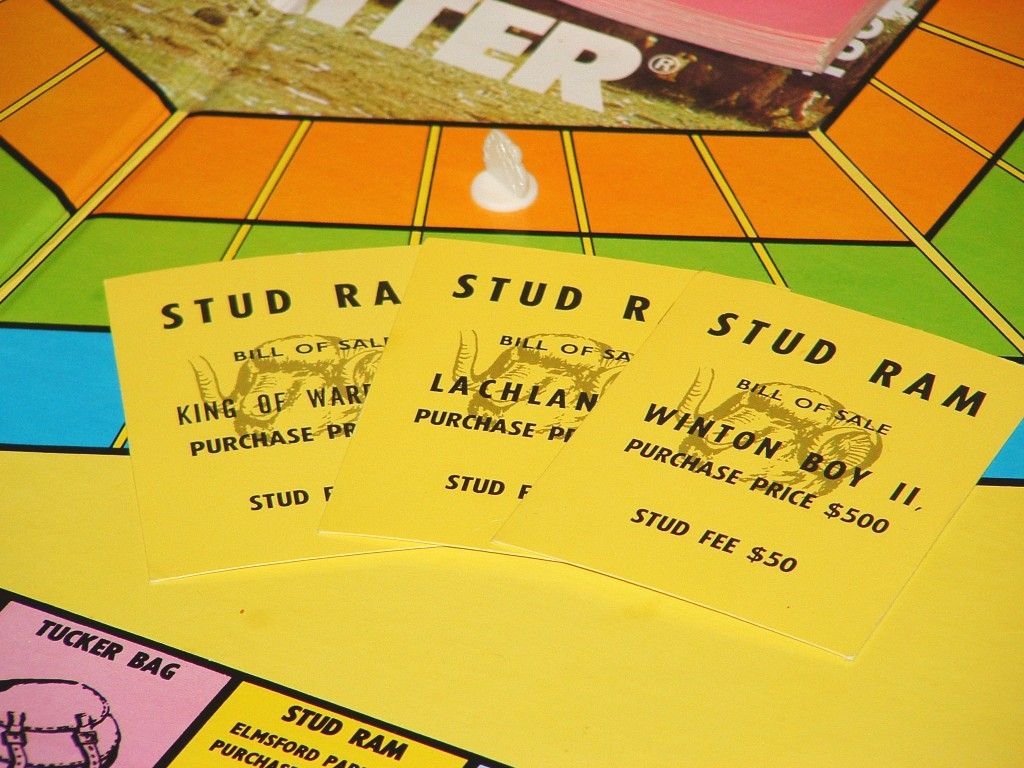 TER®
STUD RA
BILL OF SALE
KING OF WAR
PURCHASE PR
STUD F
STUD R
BILL OF SA
LACHLAN
PURCHASE PR
STUD F
STUD RAM
BILL OF SALE
WINTON BOY II,
PURCHASE PRICE $500
STUD FEE $50
TUCKER BAG
STUD RAM
ELMSFORD PAR
PURCHAS